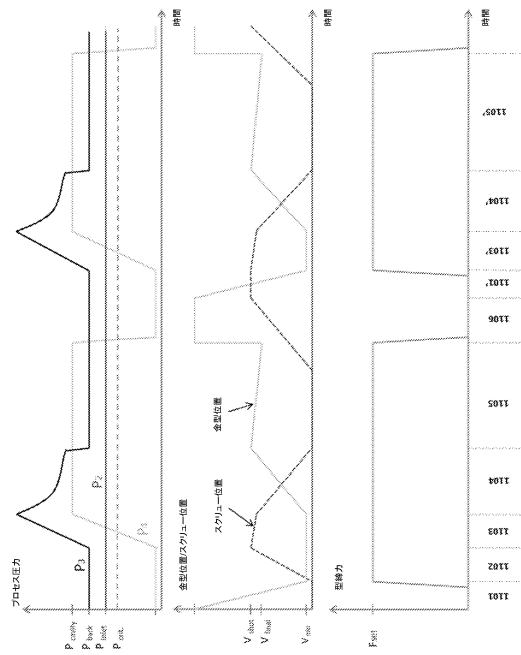 プロセス圧力
P cavity
P back
P inlet
P crit.
P3
P2
P1
時間
金型位置/スクリュー位置
V shot
V final
V min
スクリュー位置
金型位置
時間
型締力
F set
時間
1101
1102
1103
1104
1105
1106
1101'
1103'
1104'
1105'